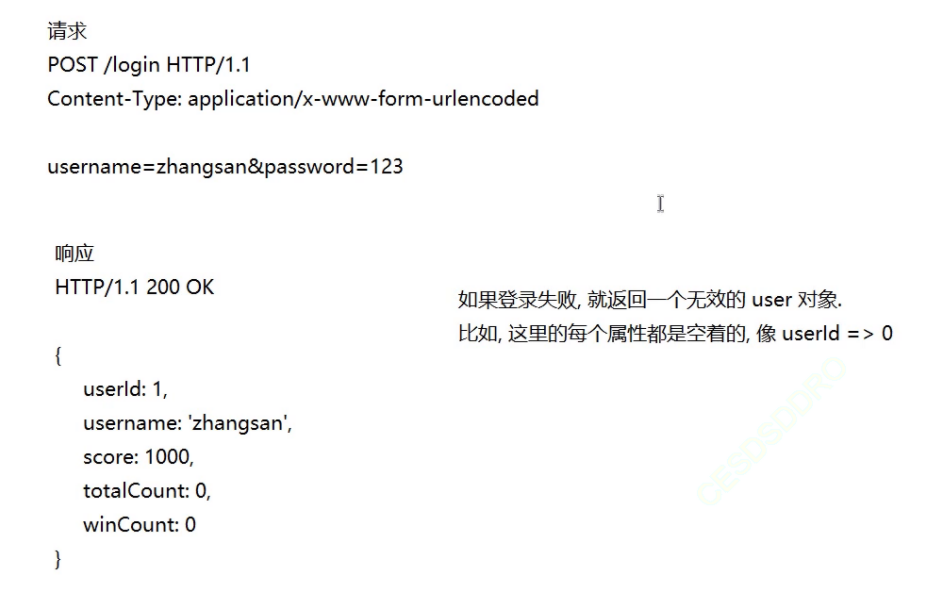 请求
POST /login HTTP/1.1
Content-Type: application/x-www-form-urlencoded
username=zhangsan&password=123
响应
HTTP/1.1 200 OK
如果登录失败, 就返回一个无效的 user 对象.
比如, 这里的每个属性都是空着的, 像 userId => 0
{
userId: 1,
username: 'zhangsan',
score: 1000,
totalCount: 0,
winCount: 0
}